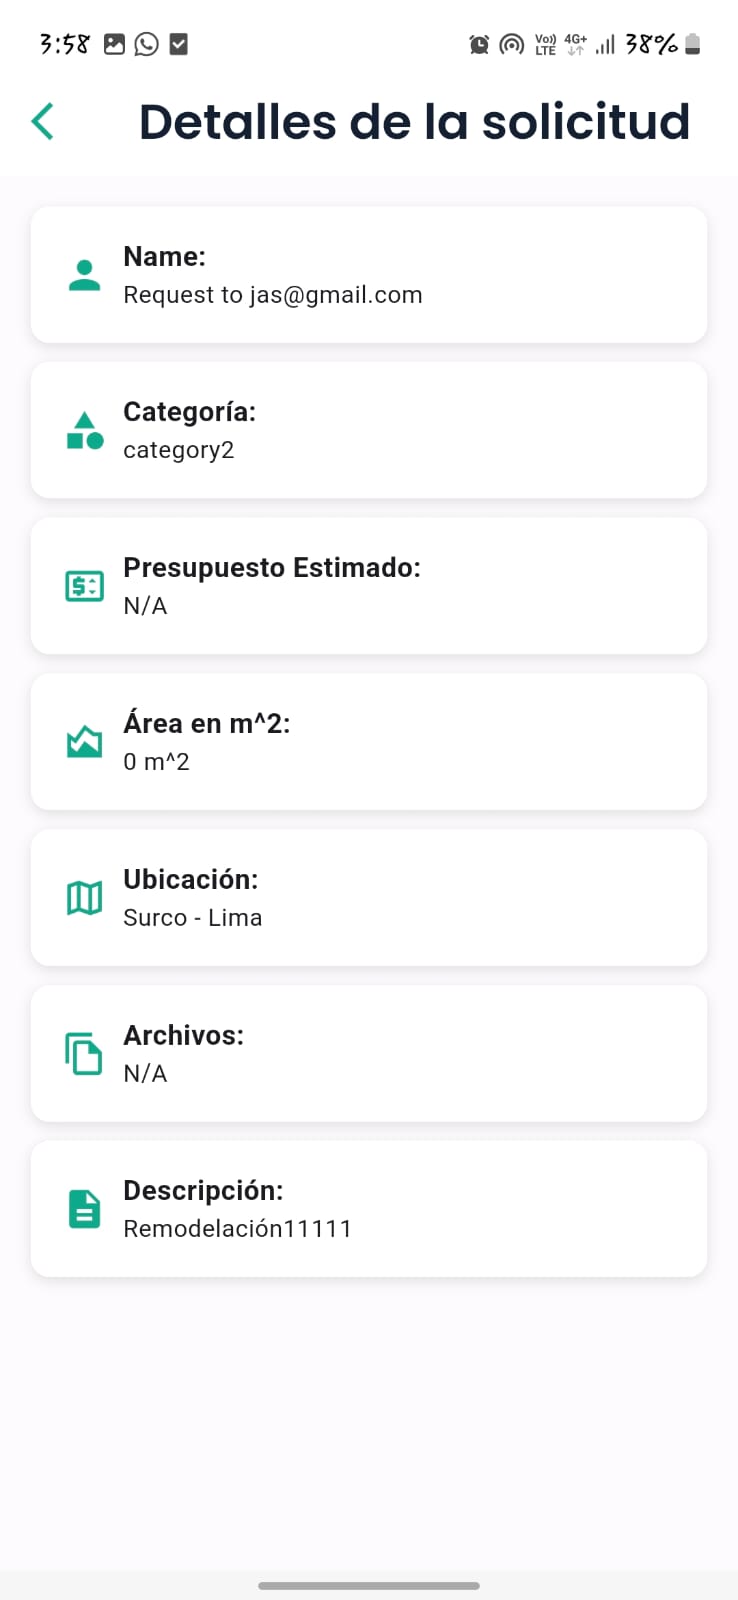 3:58
Vo)) LTE 4G+ 38%
Detalles de la solicitud
Name:
Request to jas@gmail.com
Categoría:
category2
Presupuesto Estimado:
N/A
Área en m^2:
0 m^2
Ubicación:
Surco - Lima
Archivos:
N/A
Descripción:
Remodelación11111